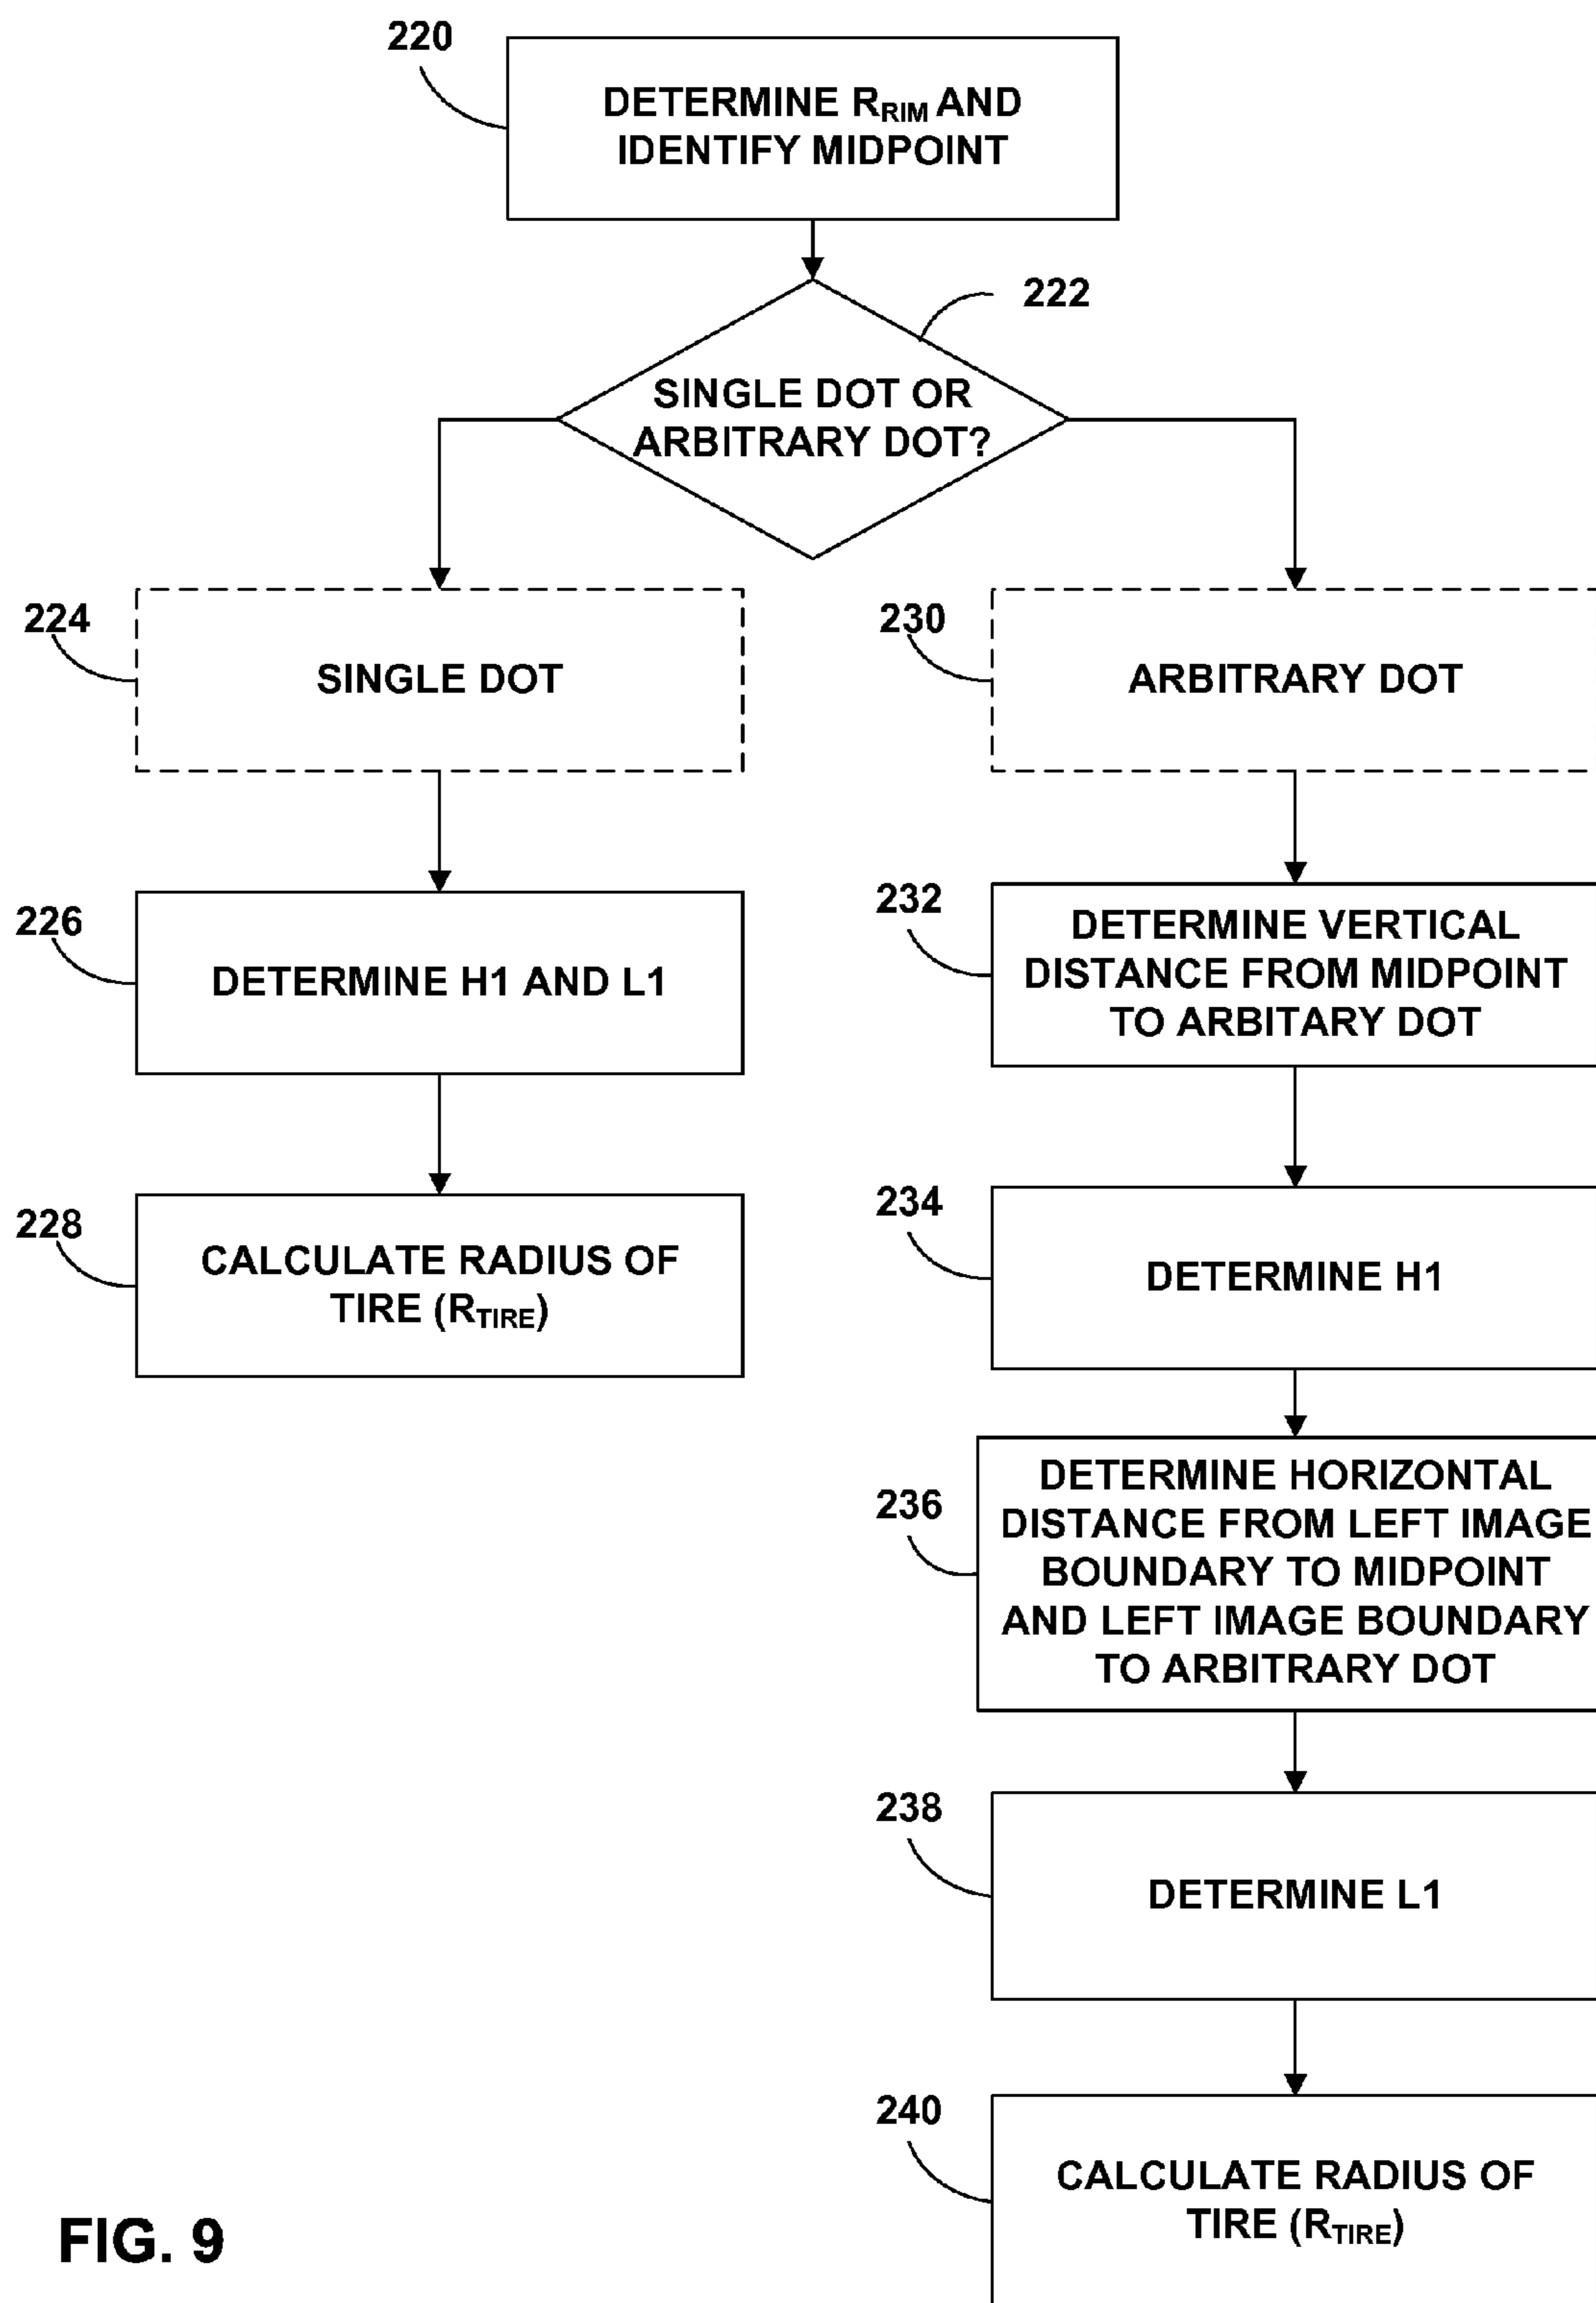 220
DETERMINE RRIM AND
IDENTIFY MIDPOINT
222
SINGLE DOT OR
ARBITRARY DOT?
224
SINGLE DOT
226
DETERMINE H1 AND L1
228
CALCULATE RADIUS OF
TIRE (RTIRE)
230
ARBITRARY DOT
232
DETERMINE VERTICAL
DISTANCE FROM MIDPOINT
TO ARBITARY DOT
234
DETERMINE H1
236
DETERMINE HORIZONTAL
DISTANCE FROM LEFT IMAGE
BOUNDARY TO MIDPOINT
AND LEFT IMAGE BOUNDARY
TO ARBITRARY DOT
238
DETERMINE L1
240
CALCULATE RADIUS OF
TIRE (RTIRE)
FIG. 9